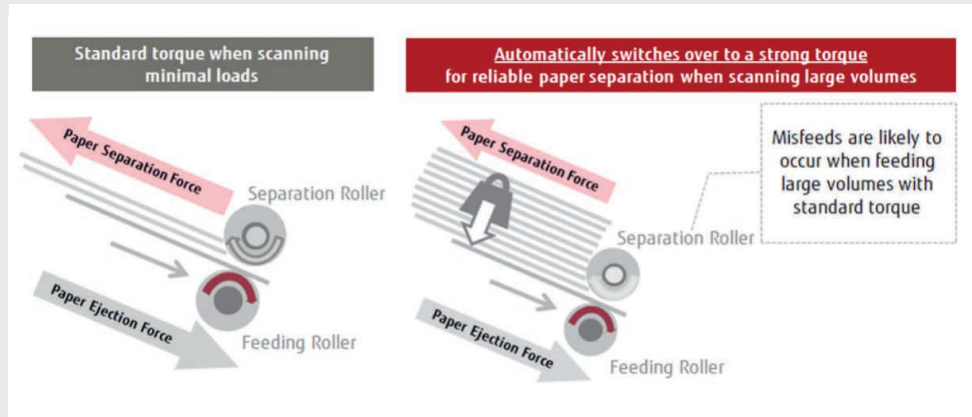 Standard torque when scanning
minimal loads
Paper Separation Force
Separation Roller
Paper Ejection Force
Feeding Roller
Automatically switches over to a strong torque
for reliable paper separation when scanning large volumes
Paper Separation Force
Separation Roller
Paper Ejection Force
Feeding Roller
Misfeeds are likely to
occur when feeding
large volumes with
standard torque